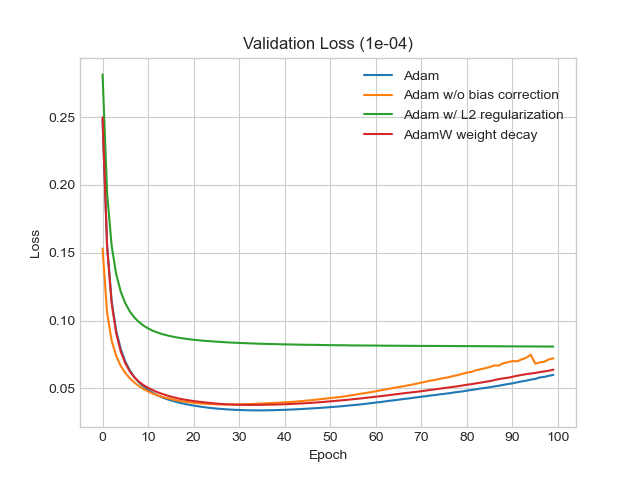 Validation Loss (1e-04)
Adam
Adam w/o bias correction
Adam w/ L2 regularization
AdamW weight decay
Loss
0.25
0.20
0.15
0.10
0.05
0 10 20 30 40 50 60 70 80 90 100
Epoch